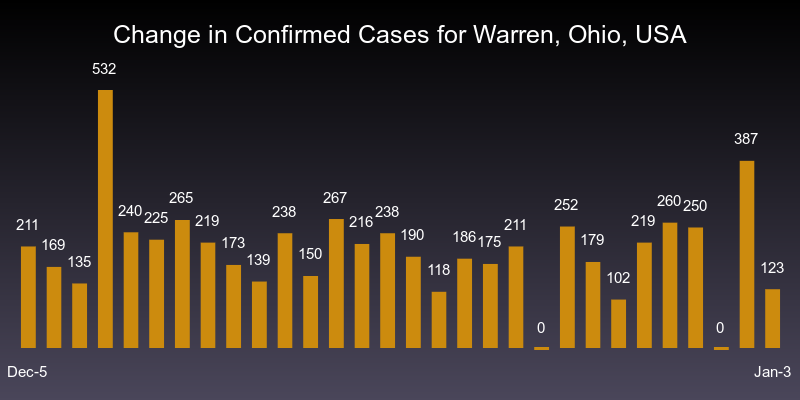 Change in Confirmed Cases for Warren, Ohio, USA
211 169 135 532 240 225 265 219 173 139 238 150 267 216 238 190 118 186 175 211 0 252 179 102 219 260 250 0 387 123
Dec-5 Jan-3